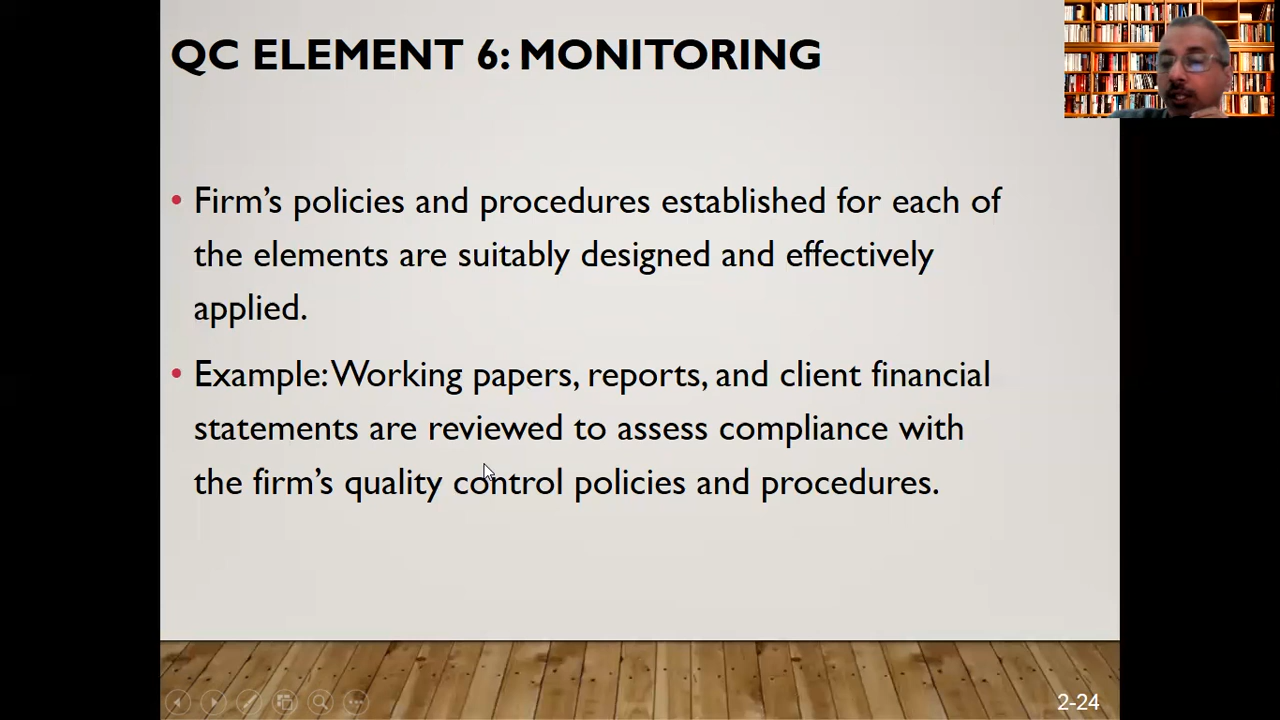 QC ELEMENT 6: MONITORING
• Firm’s policies and procedures established for each of
the elements are suitably designed and effectively
applied.
• Example: Working papers, reports, and client financial
statements are reviewed to assess compliance with
the firm’s quality control policies and procedures.
2-24